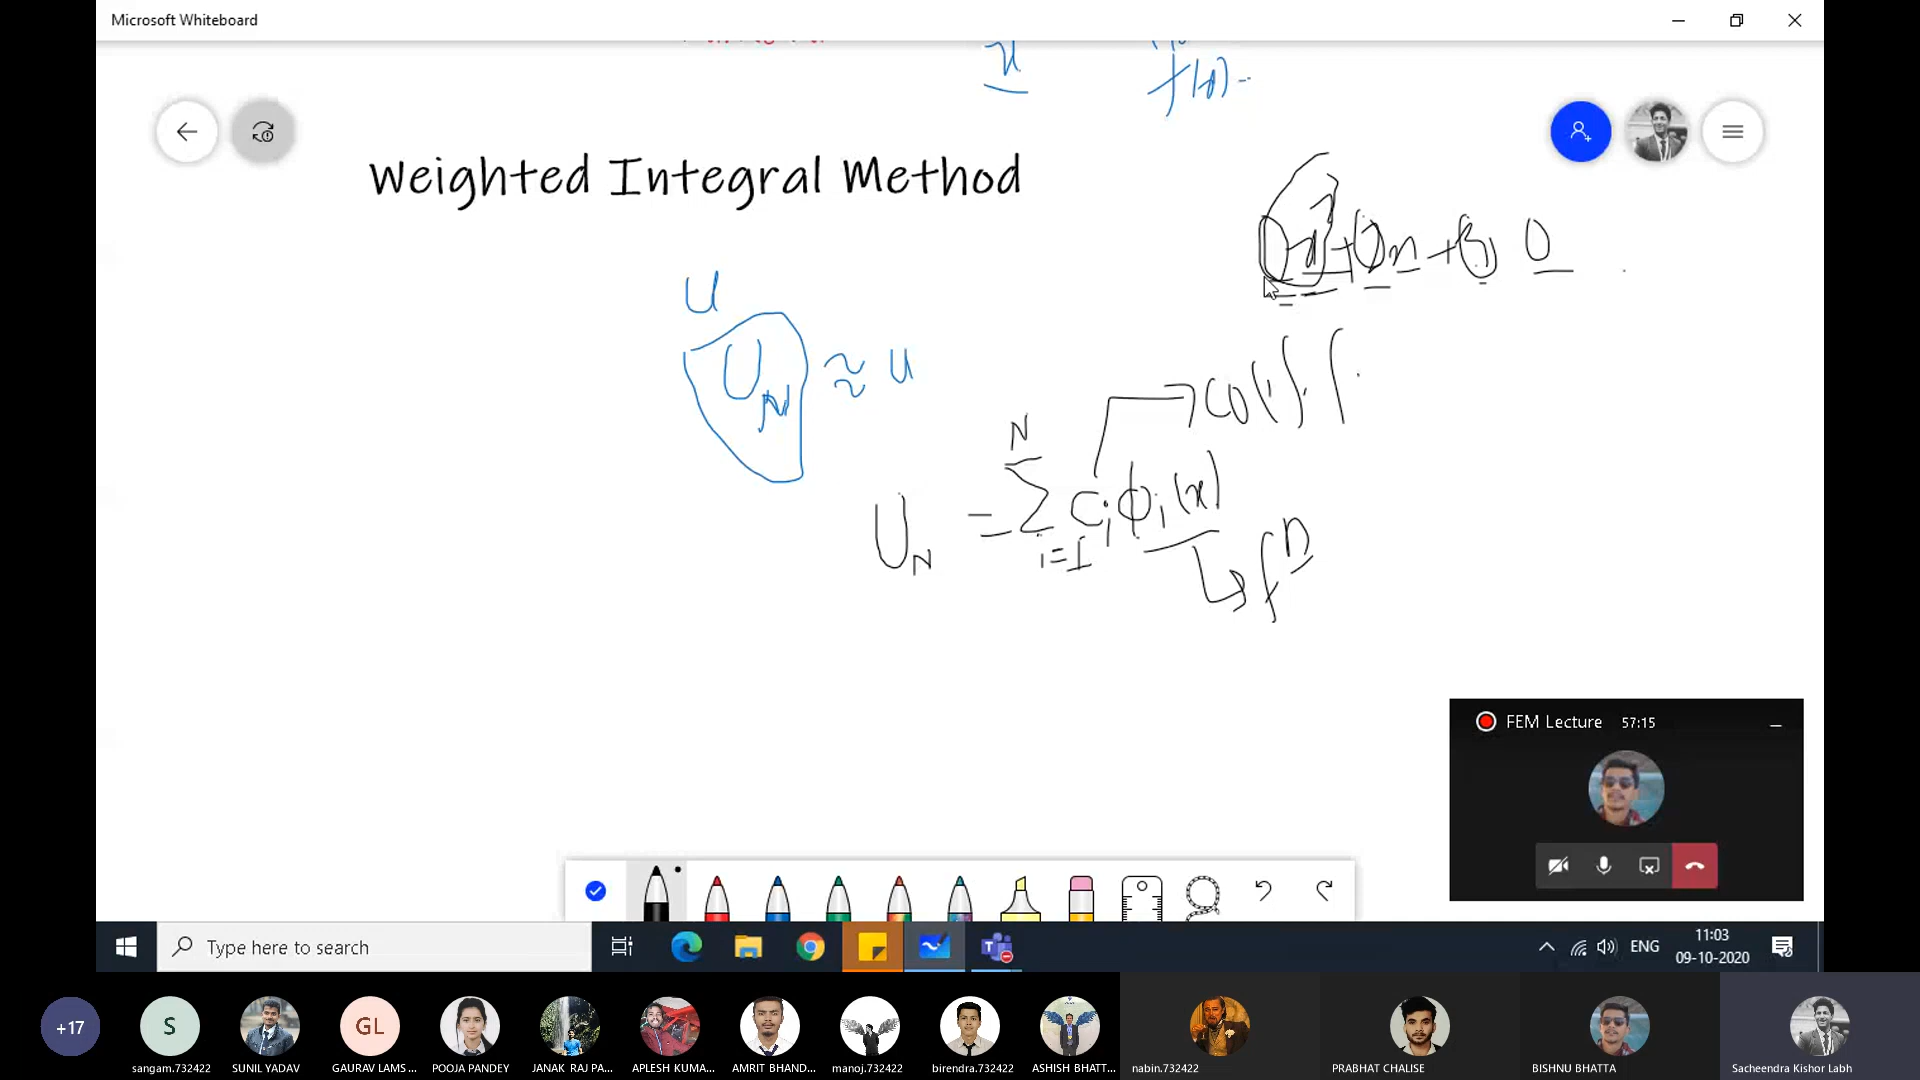 Microsoft Whiteboard
Weighted Integral Method
U
U_N ≈ u
U_N = Σ_{i=1}^{N} C_i ϕ_i(x)
FEM Lecture 57:15
Type here to search
ENG
11:03
09-10-2020
+17
S
GL
sangam.732422
SUNIL YADAV
GAURAV LAMS ...
POOJA PANDEY
JANAK RAJ PA...
APLESH KUMA...
AMRIT BHAND...
manoj.732422
birendra.732422
ASHISH BHATT...
nabin.732422
PRABHAT CHALISE
BISHNU BHATTA
Sacheendra Kishor Labh